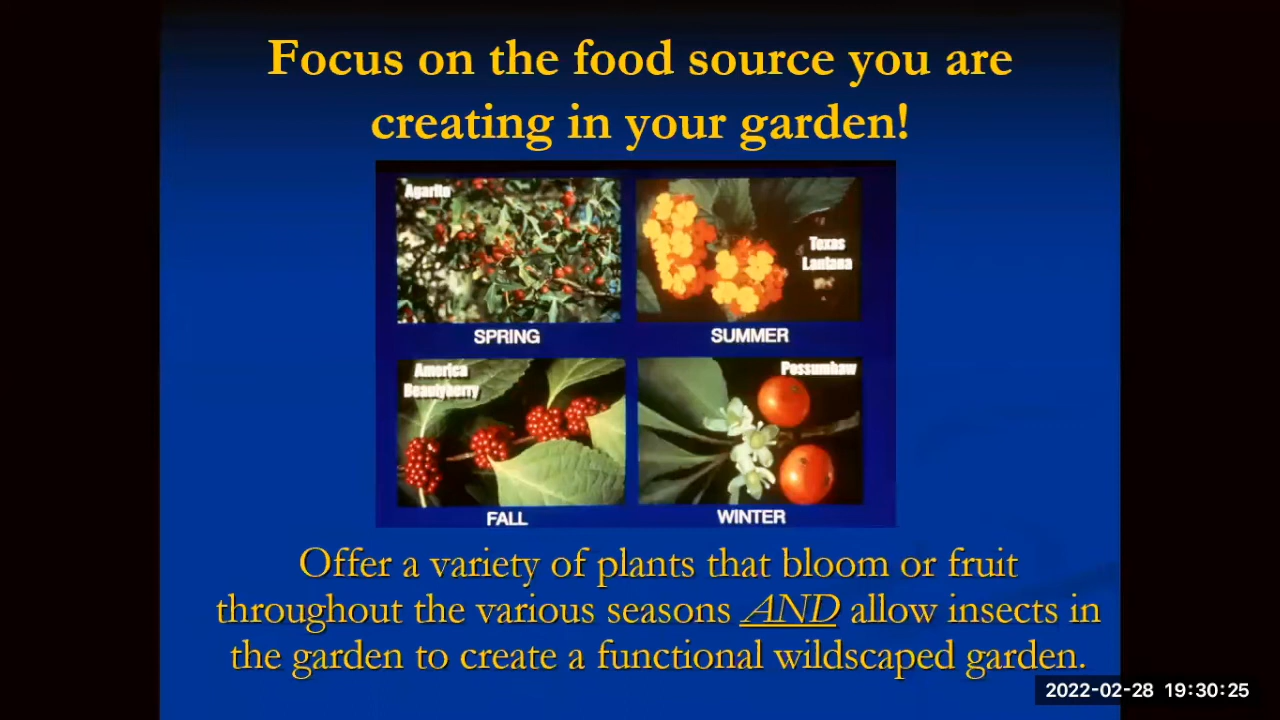 Focus on the food source you are
creating in your garden!
Agarito
Texas
Lantana
SPRING
SUMMER
America
Beautyberry
Possumhaw
FALL
WINTER
Offer a variety of plants that bloom or fruit
throughout the various seasons AND allow insects in
the garden to create a functional wildscaped garden.
2022-02-28 19:30:25